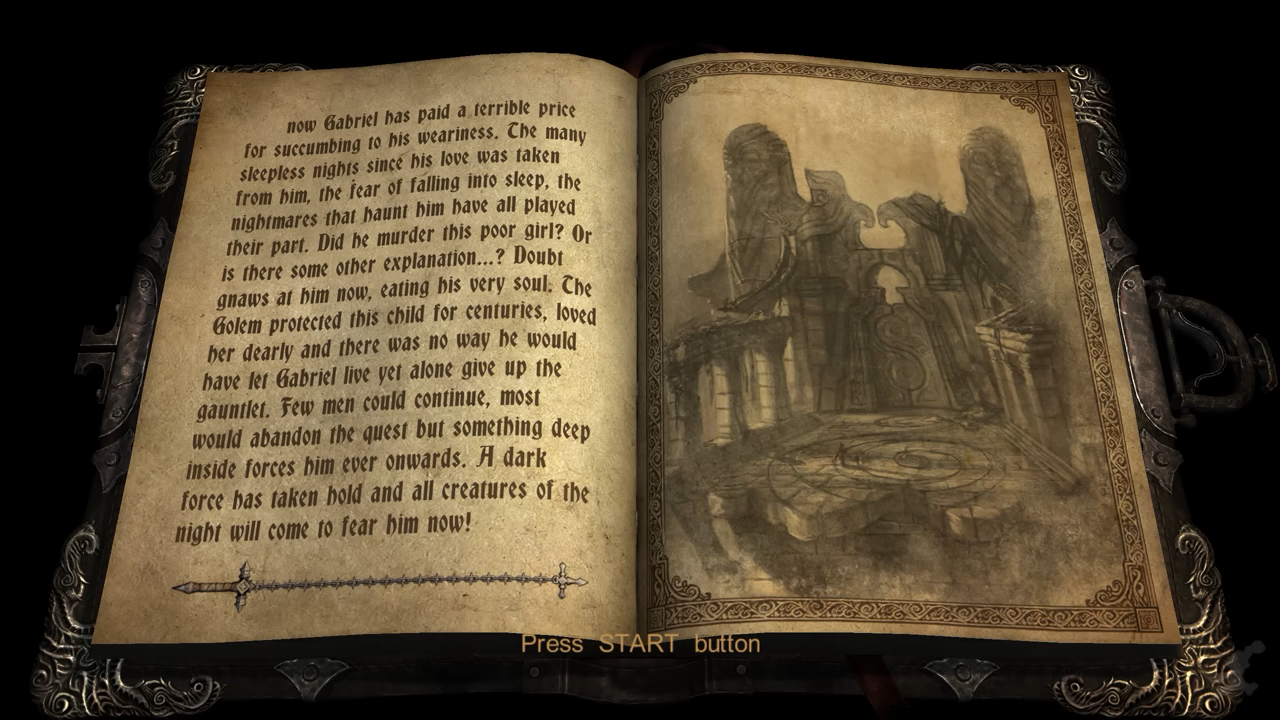 now Gabriel has paid a terrible price
for succumbing to his weariness. The many
sleepless nights since his love was taken
from him, the fear of falling into sleep, the
nightmares that haunt him have all played
their part. Did he murder this poor girl? Or
is there some other explanation...? Doubt
gnaws at him now, eating his very soul. The
Golem protected this child for centuries, loved
her dearly and there was no way he would
have let Gabriel live yet alone give up the
gauntlet. Few men could continue, most
would abandon the quest but something deep
inside forces him ever onwards. A dark
force has taken hold and all creatures of the
night will come to fear him now!
Press START button